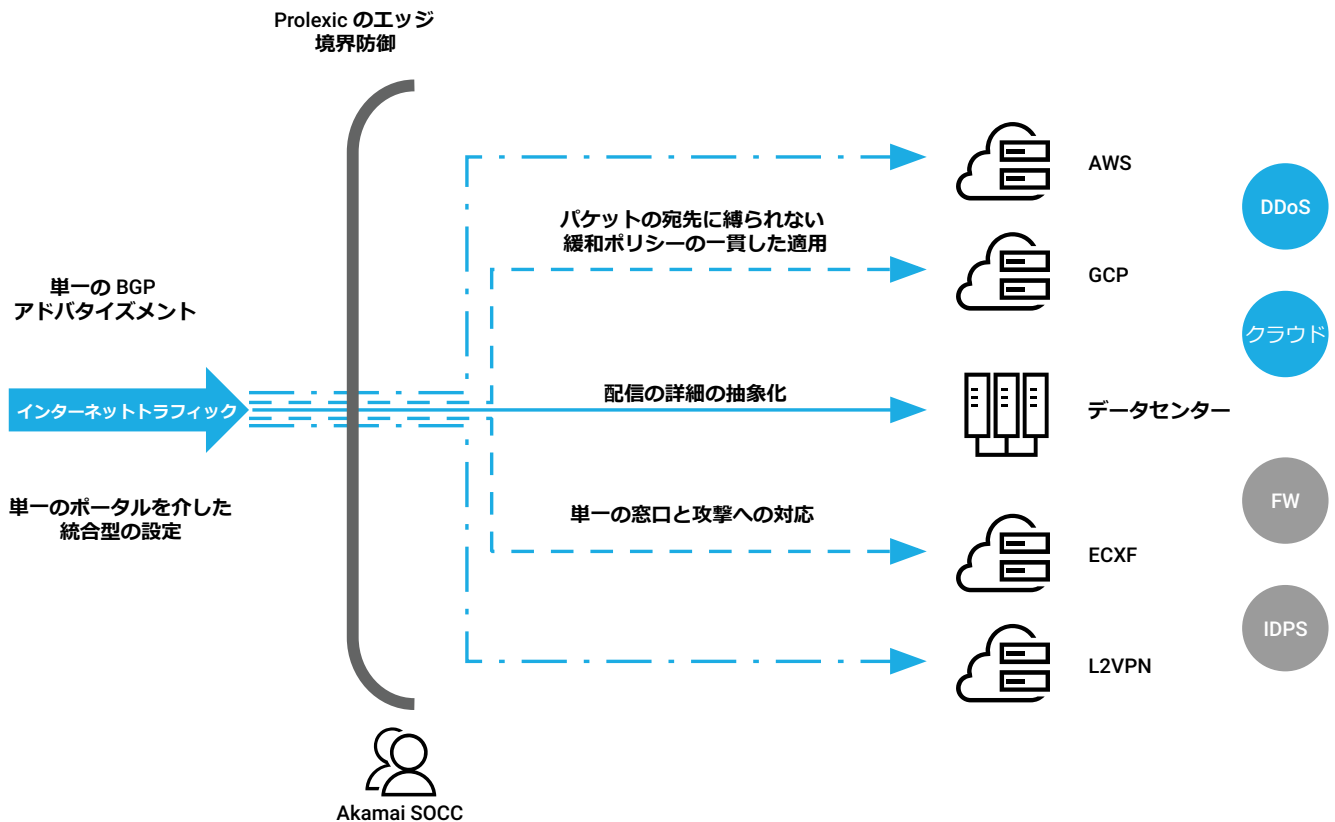 Prolexic のエッジ
境界防御
単一の BGP
アドバタイズメント
インターネットトラフィック
単一のポータルを介した
統合型の設定
パケットの宛先に縛られない
緩和ポリシーの一貫した適用
配信の詳細の抽象化
単一の窓口と攻撃への対応
AWS
GCP
データセンター
ECXF
L2VPN
DDoS
クラウド
FW
IDPS
Akamai SOCC